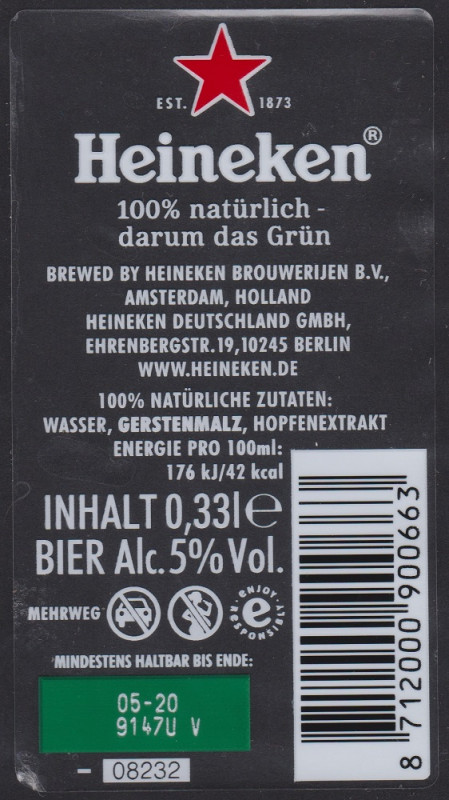 EST. 1873
Heineken®
100% natürlich -
darum das Grün
BREWED BY HEINEKEN BROUWERIJEN B.V.,
AMSTERDAM, HOLLAND
HEINEKEN DEUTSCHLAND GMBH,
EHRENBERGSTR.19,10245 BERLIN
WWW.HEINEKEN.DE
100% NATÜRLICHE ZUTATEN:
WASSER, GERSTENMALZ, HOPFENEXTRAKT
ENERGIE PRO 100ml:
176 kJ/42 kcal
INHALT 0,33l e
BIER Alc. 5% Vol.
MEHRWEG
·ENJOY·
RESPONSIBLY
MINDESTENS HALTBAR BIS ENDE:
05-20
9147U V
- 08232
8 712000 900663